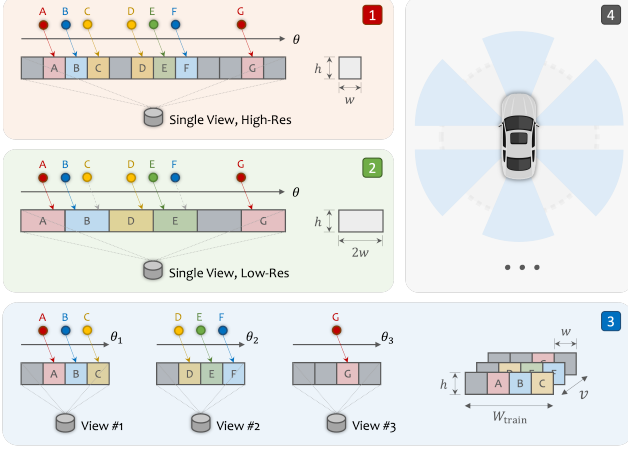 A B C D E F G
1
θ
A B C D E F G
h
w
Single View, High-Res
A B C D E F G
2
θ
A B D E G
h
2w
Single View, Low-Res
4
• • •
A B C
θ1
A B C
View #1
D E F
θ2
D E F
View #2
G
θ3
G
View #3
3
w
h
A B C
v
Wtrain